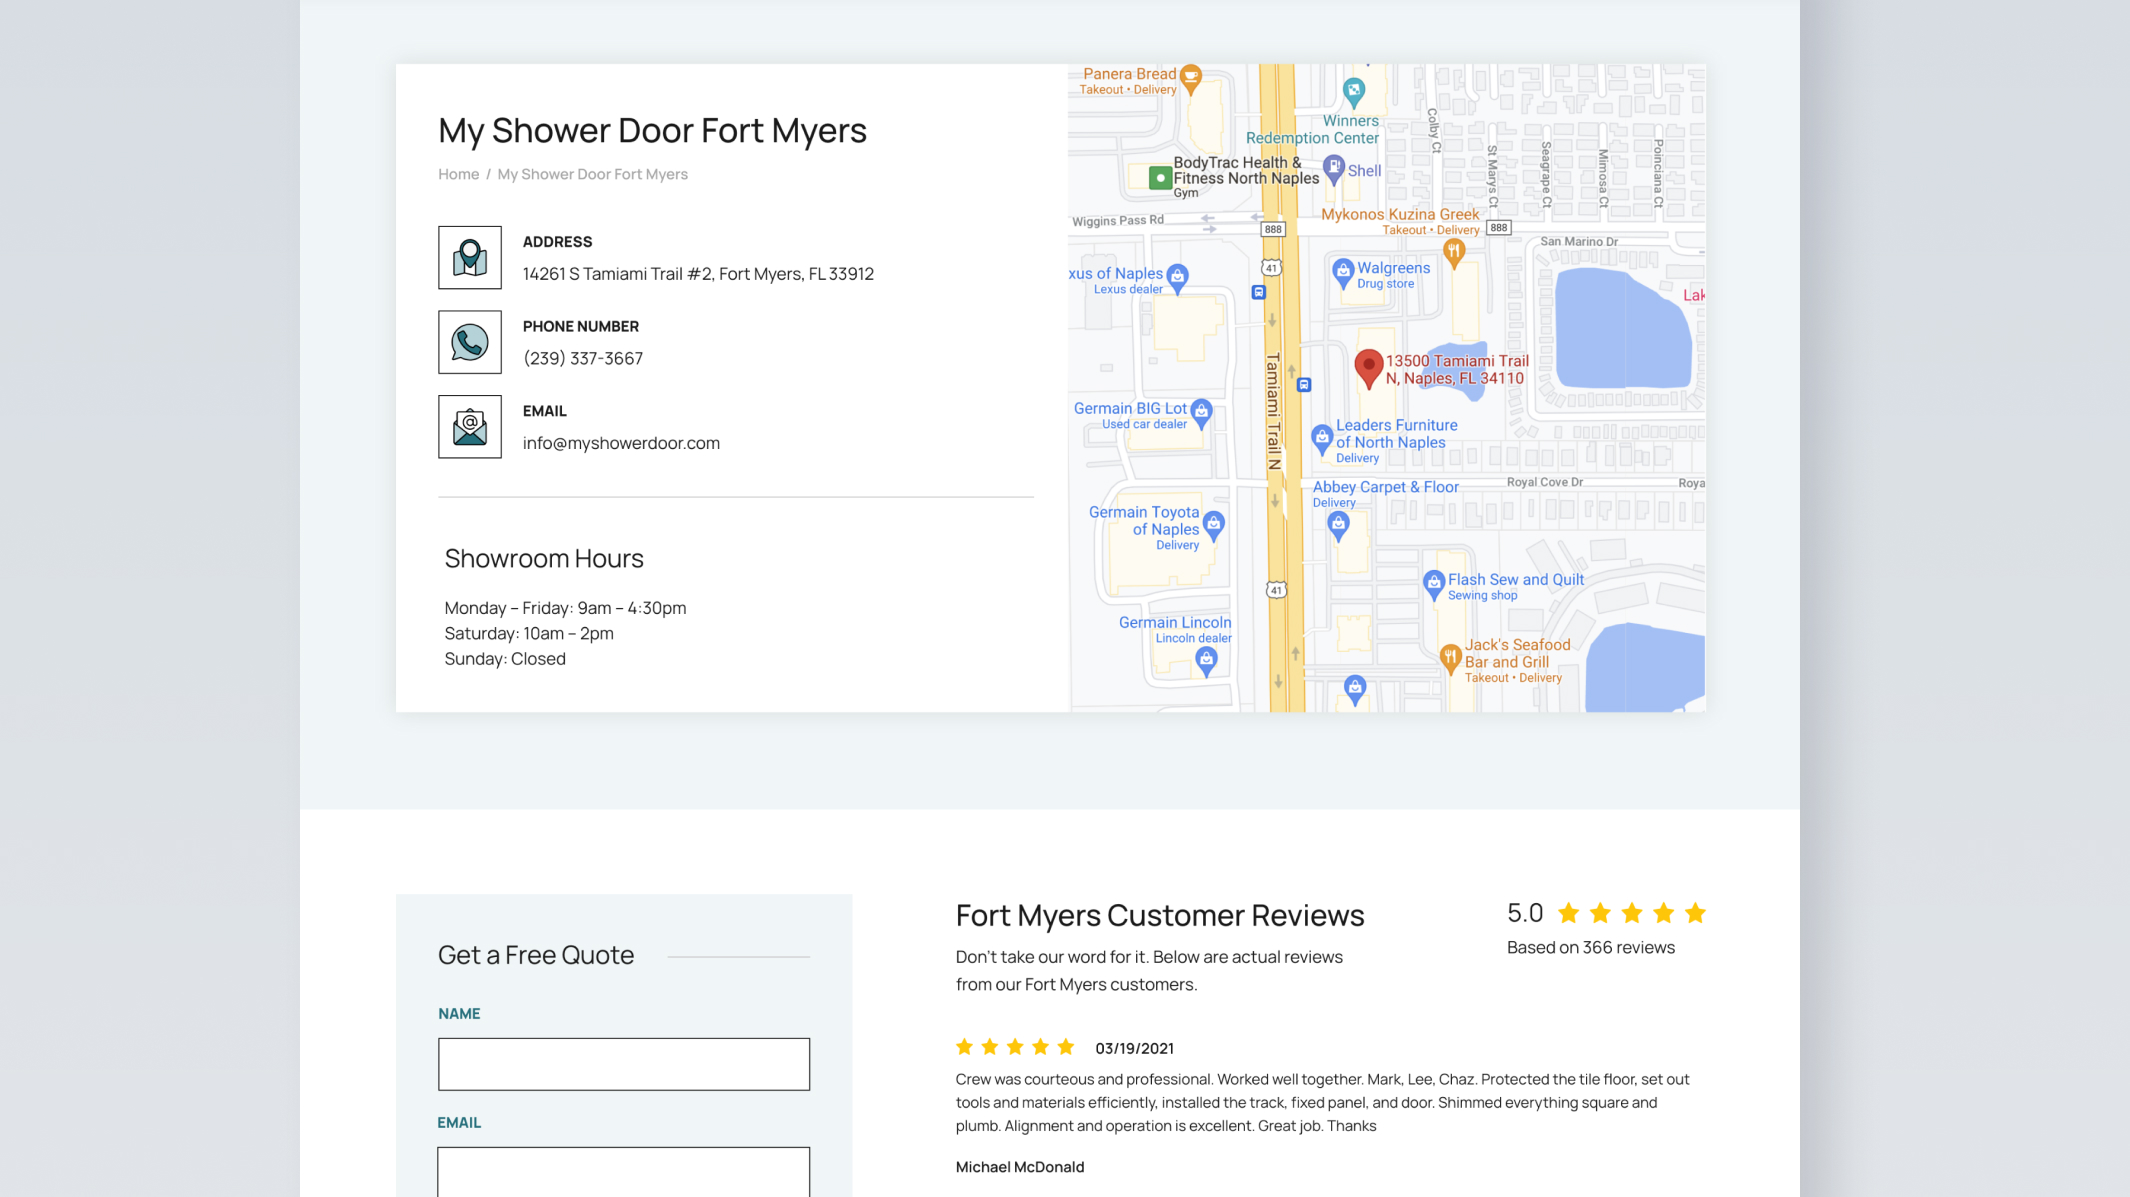 My Shower Door Fort Myers
Home / My Shower Door Fort Myers
ADDRESS
14261 S Tamiami Trail #2, Fort Myers, FL 33912
PHONE NUMBER
(239) 337-3667
EMAIL
info@myshowerdoor.com
Showroom Hours
Monday – Friday: 9am – 4:30pm
Saturday: 10am – 2pm
Sunday: Closed
Panera Bread
Takeout • Delivery
Winners
Redemption Center
BodyTrac Health &
Fitness North Naples
Gym
Shell
Colby Ct
St Marys Ct
Seagrape Ct
Mimosa Ct
Poinciana Ct
Wiggins Pass Rd
888
Mykonos Kuzina Greek
Takeout • Delivery
888
San Marino Dr
41
xus of Naples
Lexus dealer
Walgreens
Drug store
Lak
13500 Tamiami Trail
N, Naples, FL 34110
Tamiami Trail N
Germain BIG Lot
Used car dealer
Leaders Furniture
of North Naples
Delivery
Abbey Carpet & Floor
Delivery
Royal Cove Dr
Roya
Germain Toyota
of Naples
Delivery
41
Flash Sew and Quilt
Sewing shop
Germain Lincoln
Lincoln dealer
Jack's Seafood
Bar and Grill
Takeout • Delivery
Get a Free Quote
NAME
EMAIL
Fort Myers Customer Reviews
Don't take our word for it. Below are actual reviews
from our Fort Myers customers.
5.0
Based on 366 reviews
03/19/2021
Crew was courteous and professional. Worked well together. Mark, Lee, Chaz. Protected the tile floor, set out
tools and materials efficiently, installed the track, fixed panel, and door. Shimmed everything square and
plumb. Alignment and operation is excellent. Great job. Thanks
Michael McDonald